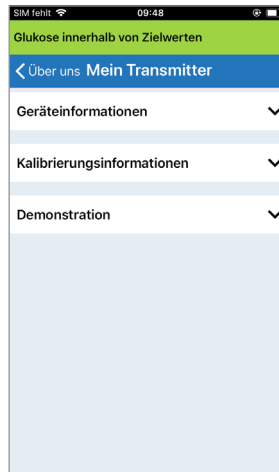 SIM fehlt 09:48
Glukose innerhalb von Zielwerten
Über uns Mein Transmitter
Geräteinformationen
Kalibrierungsinformationen
Demonstration